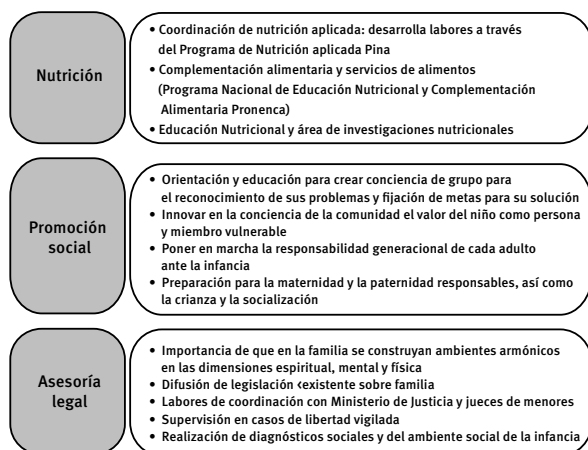 Nutrición
• Coordinación de nutrición aplicada: desarrolla labores a través
del Programa de Nutrición aplicada Pina
• Complementación alimentaria y servicios de alimentos
(Programa Nacional de Educación Nutricional y Complementación
Alimentaria Pronenca)
• Educación Nutricional y área de investigaciones nutricionales
Promoción
social
• Orientación y educación para crear conciencia de grupo para
el reconocimiento de sus problemas y fijación de metas para su solución
• Innovar en la conciencia de la comunidad el valor del niño como persona
y miembro vulnerable
• Poner en marcha la responsabilidad generacional de cada adulto
ante la infancia
• Preparación para la maternidad y la paternidad responsables, así como
la crianza y la socialización
Asesoría
legal
• Importancia de que en la familia se construyan ambientes armónicos
en las dimensiones espiritual, mental y física
• Difusión de legislación <existente sobre familia
• Labores de coordinación con Ministerio de Justicia y jueces de menores
• Supervisión en casos de libertad vigilada
• Realización de diagnósticos sociales y del ambiente social de la infancia